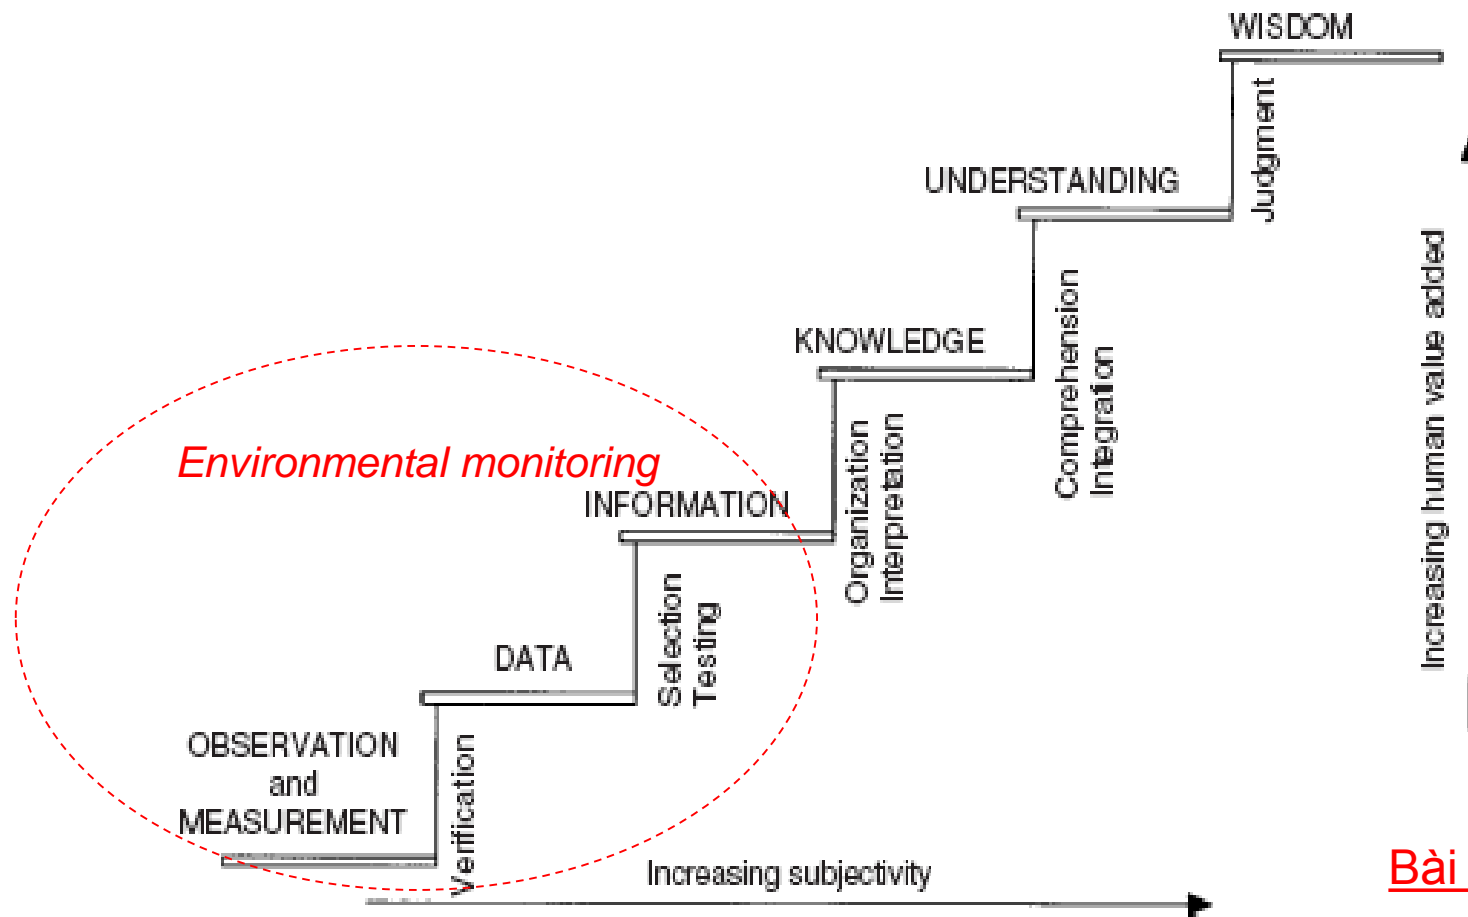 WISDOM
Judgment
UNDERSTANDING
Comprehension
Integration
KNOWLEDGE
Organization
Interpretation
Environmental monitoring
INFORMATION
Selection
Testing
DATA
OBSERVATION
and
MEASUREMENT
Verification
Increasing subjectivity
Increasing human value added
Bài